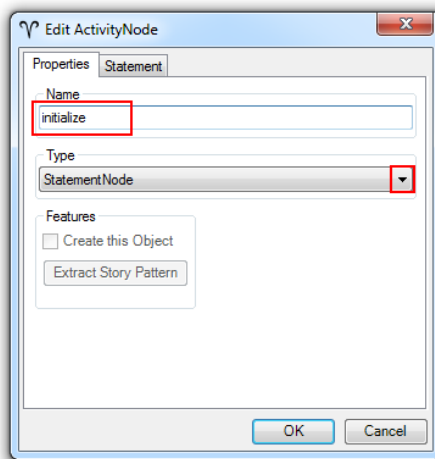 Edit ActivityNode
Properties Statement
Name
initialize
Type
StatementNode
Features
Create this Object
Extract Story Pattern
OK Cancel